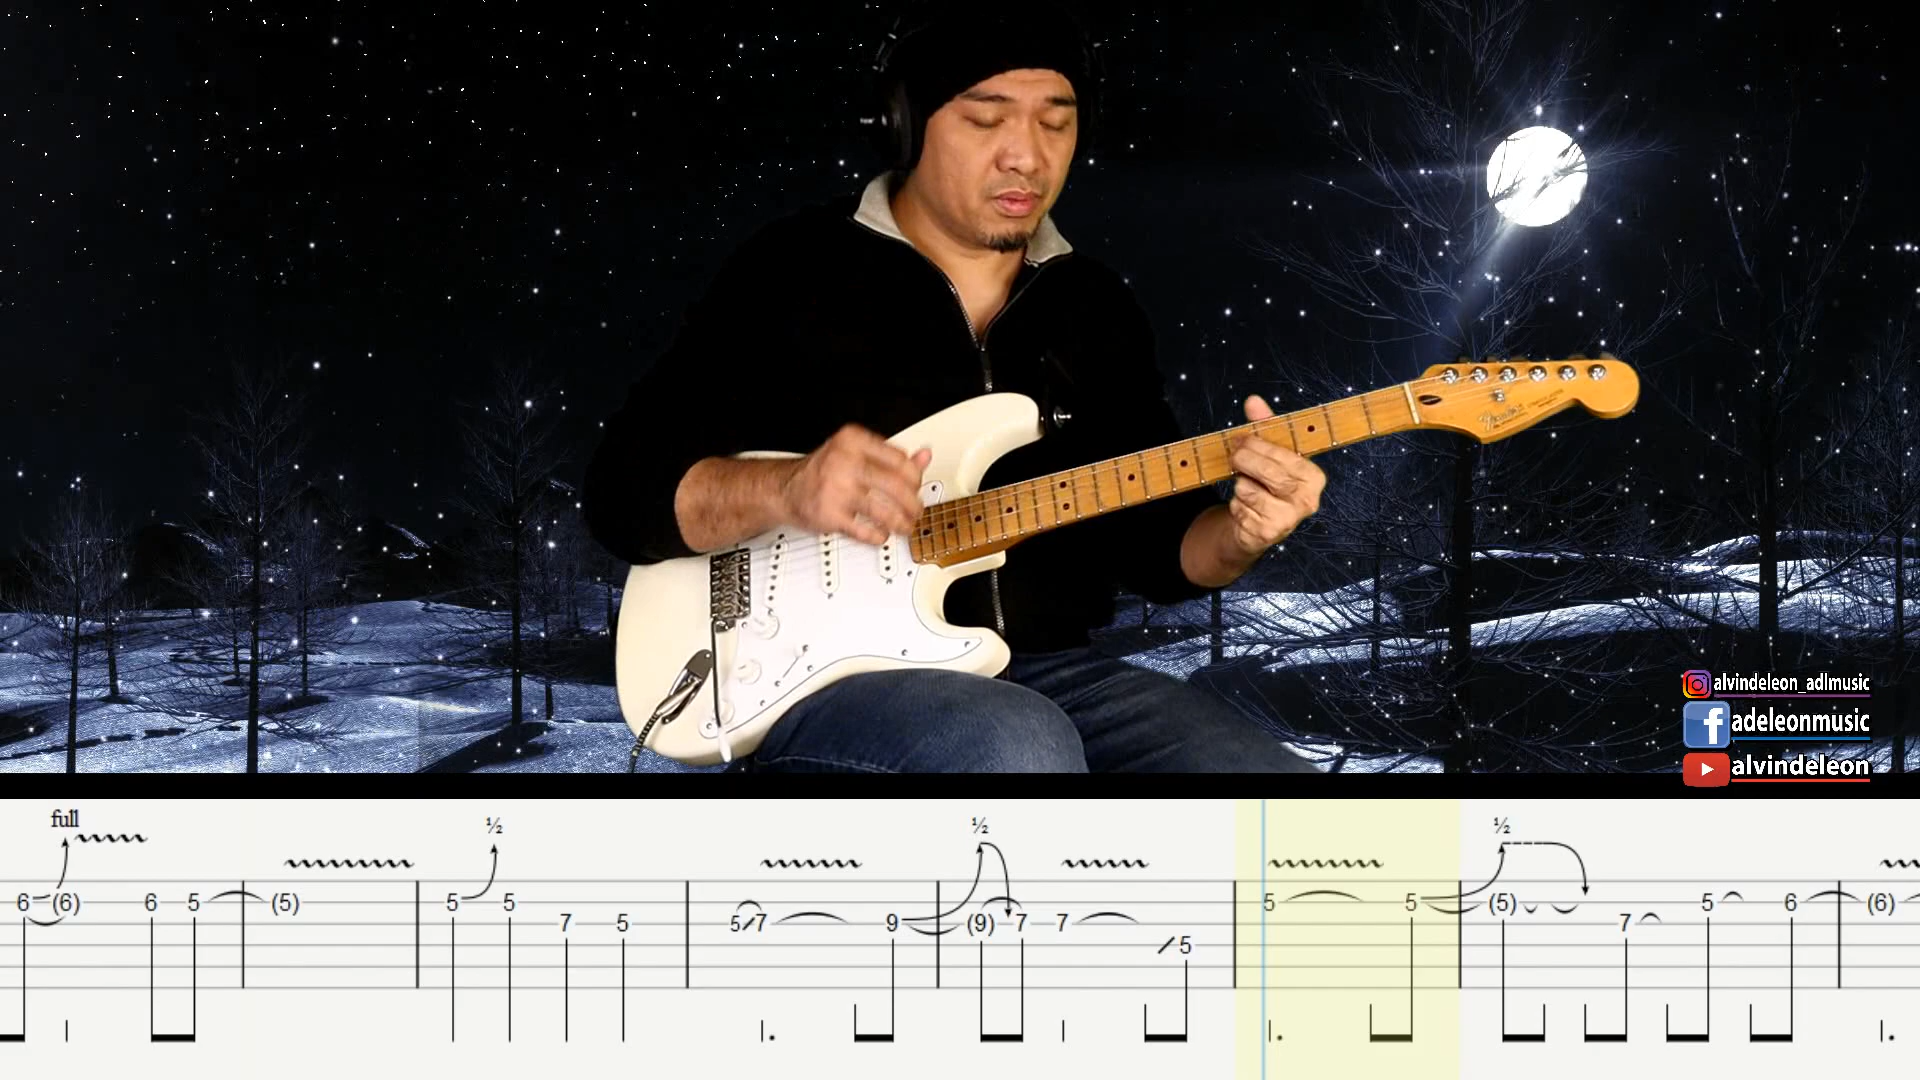 alvindeleon_adlmusic
adeleonmusic
alvindeleon
full
½ ½ ½
6 (6) 6 5 (5) 5 5 7 5 5 7 9 (9) 7 7 5 5 5 (5) 7 5 6 (6)